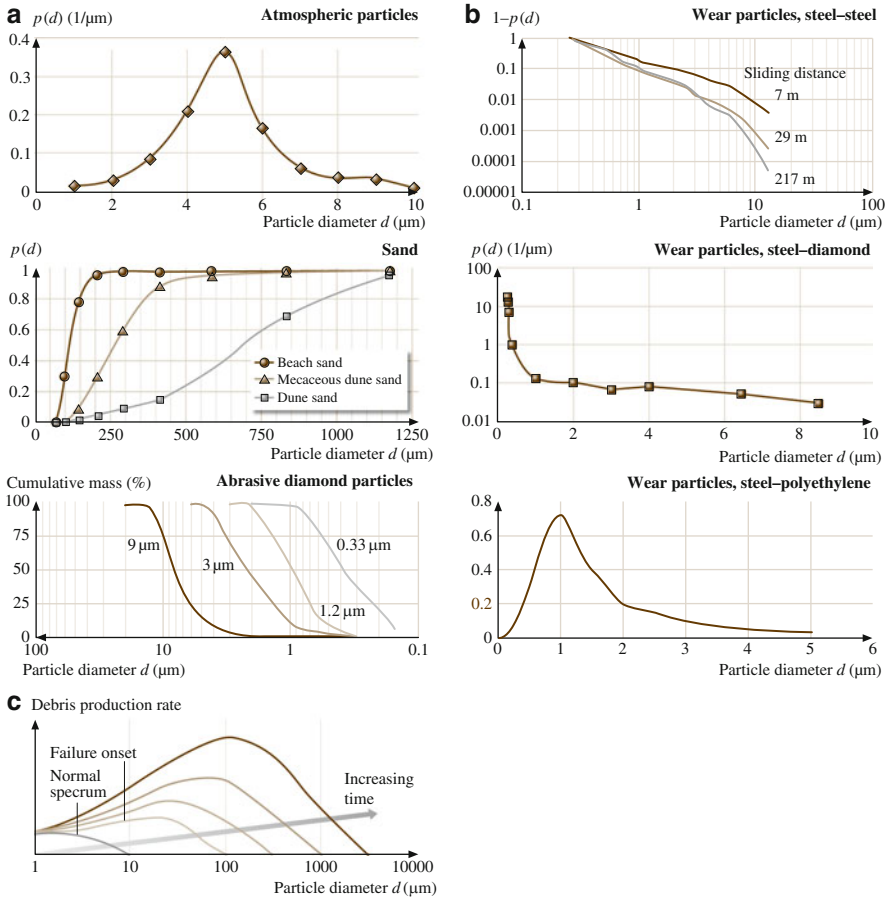 a p(d) (1/μm) Atmospheric particles
0.4
0.3
0.2
0.1
0
0 2 4 6 8 10
Particle diameter d (μm)
p(d) Sand
1
0.8
0.6
0.4
0.2
0
Beach sand
Mecaceous dune sand
Dune sand
0 250 500 750 1000 1250
Particle diameter d (μm)
Cumulative mass (%) Abrasive diamond particles
100
75
50
25
0
9 μm
3 μm
1.2 μm
0.33 μm
100 10 1 0.1
Particle diameter d (μm)
b 1–p(d) Wear particles, steel–steel
1
0.1
0.01
0.001
0.0001
0.00001
Sliding distance
7 m
29 m
217 m
0.1 1 10 100
Particle diameter d (μm)
p(d) (1/μm) Wear particles, steel–diamond
100
10
1
0.1
0.01
0 2 4 6 8 10
Particle diameter d (μm)
Wear particles, steel–polyethylene
0.8
0.6
0.4
0.2
0
0 1 2 3 4 5 6
Particle diameter d (μm)
c Debris production rate
Failure onset
Normal
specrum
Increasing
time
1 10 100 1000 10000
Particle diameter d (μm)